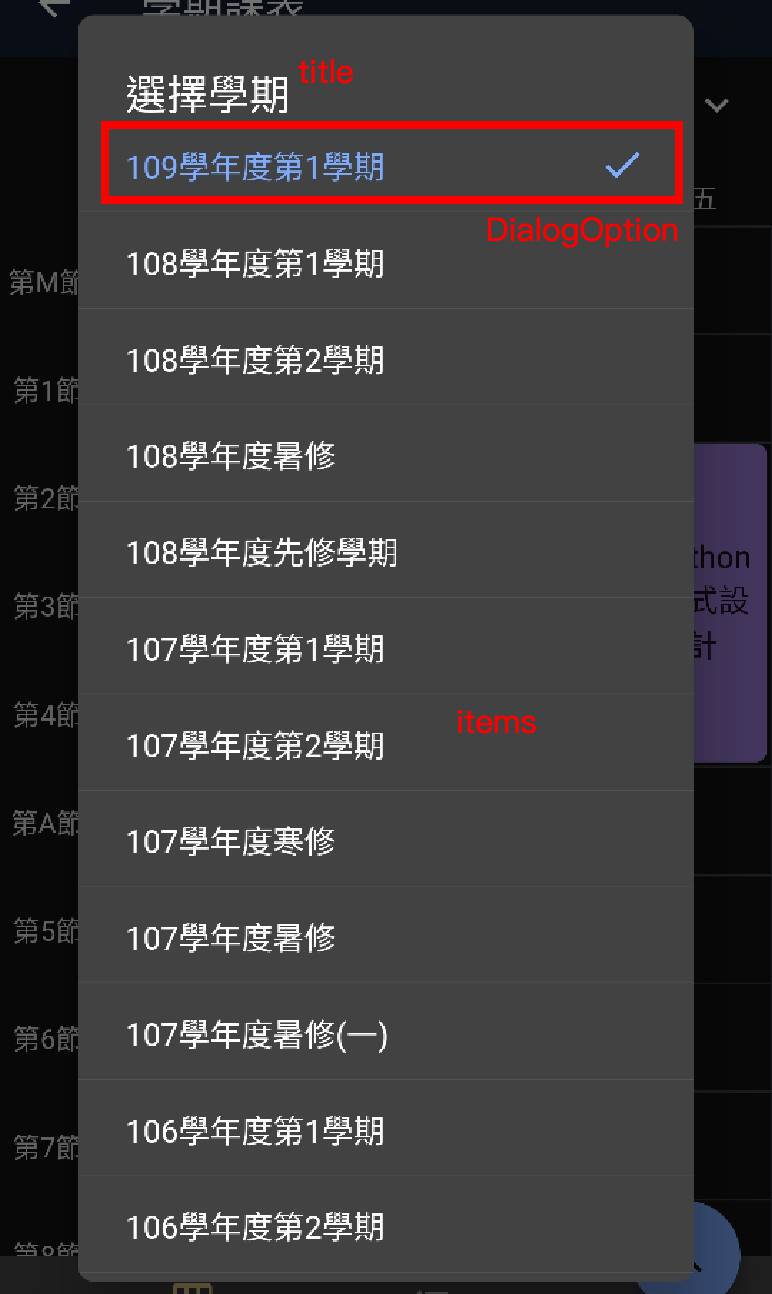 選擇學期 title
109學年度第1學期
DialogOption
五
108學年度第1學期
第M節
108學年度第2學期
第1節
108學年度暑修
第2節
108學年度先修學期
thon
式設
第3節
107學年度第1學期
計
第4節
107學年度第2學期
items
第A節
107學年度寒修
第5節
107學年度暑修
第6節
107學年度暑修(一)
第7節
106學年度第1學期
106學年度第2學期
第8節